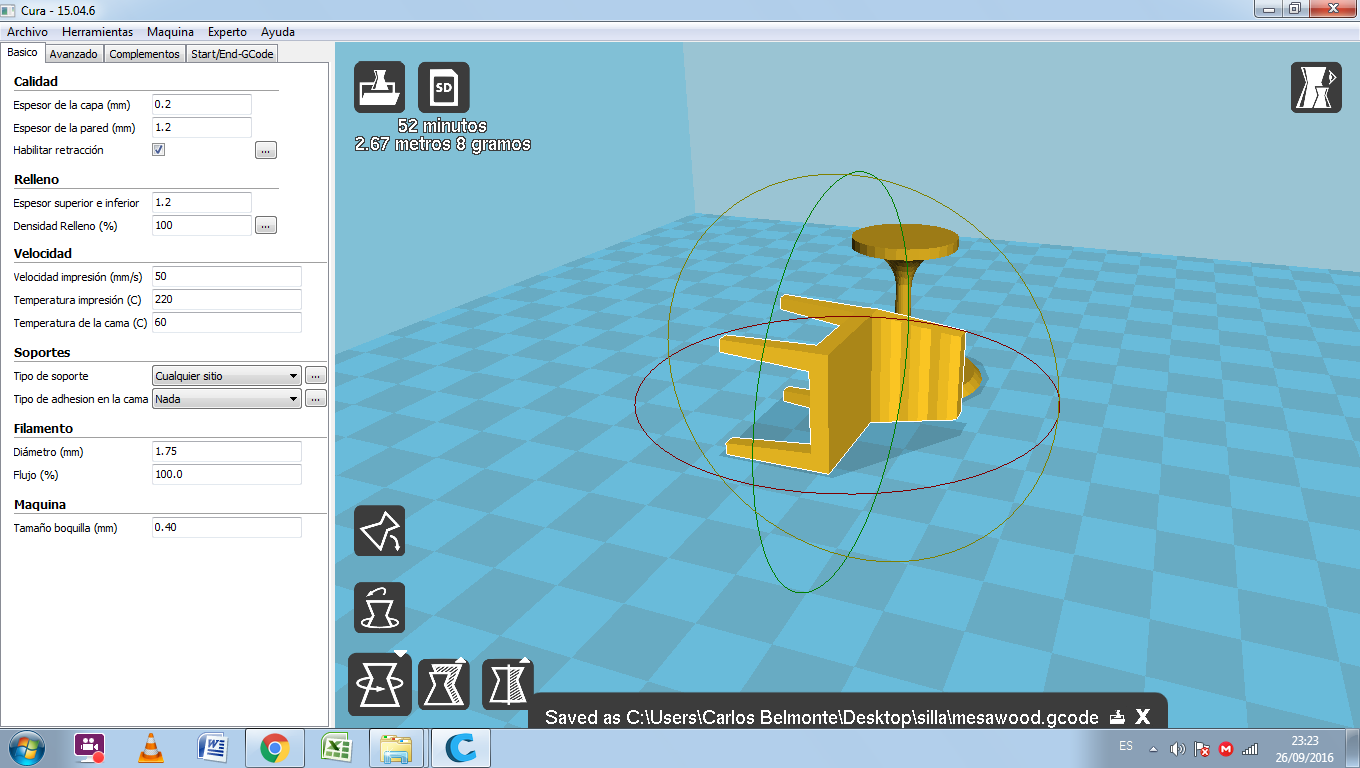 Cura - 15.04.6
Archivo Herramientas Maquina Experto Ayuda
Basico Avanzado Complementos Start/End-GCode
Calidad
Espesor de la capa (mm) 0.2
Espesor de la pared (mm) 1.2
Habilitar retracción ...
Relleno
Espesor superior e inferior 1.2
Densidad Relleno (%) 100 ...
Velocidad
Velocidad impresión (mm/s) 50
Temperatura impresión (C) 220
Temperatura de la cama (C) 60
Soportes
Tipo de soporte Cualquier sitio ...
Tipo de adhesion en la cama Nada ...
Filamento
Diámetro (mm) 1.75
Flujo (%) 100.0
Maquina
Tamaño boquilla (mm) 0.40
SD
52 minutos
2.67 metros 8 gramos
Saved as C:\Users\Carlos Belmonte\Desktop\silla\mesawood.gcode X
ES
23:23
26/09/2016